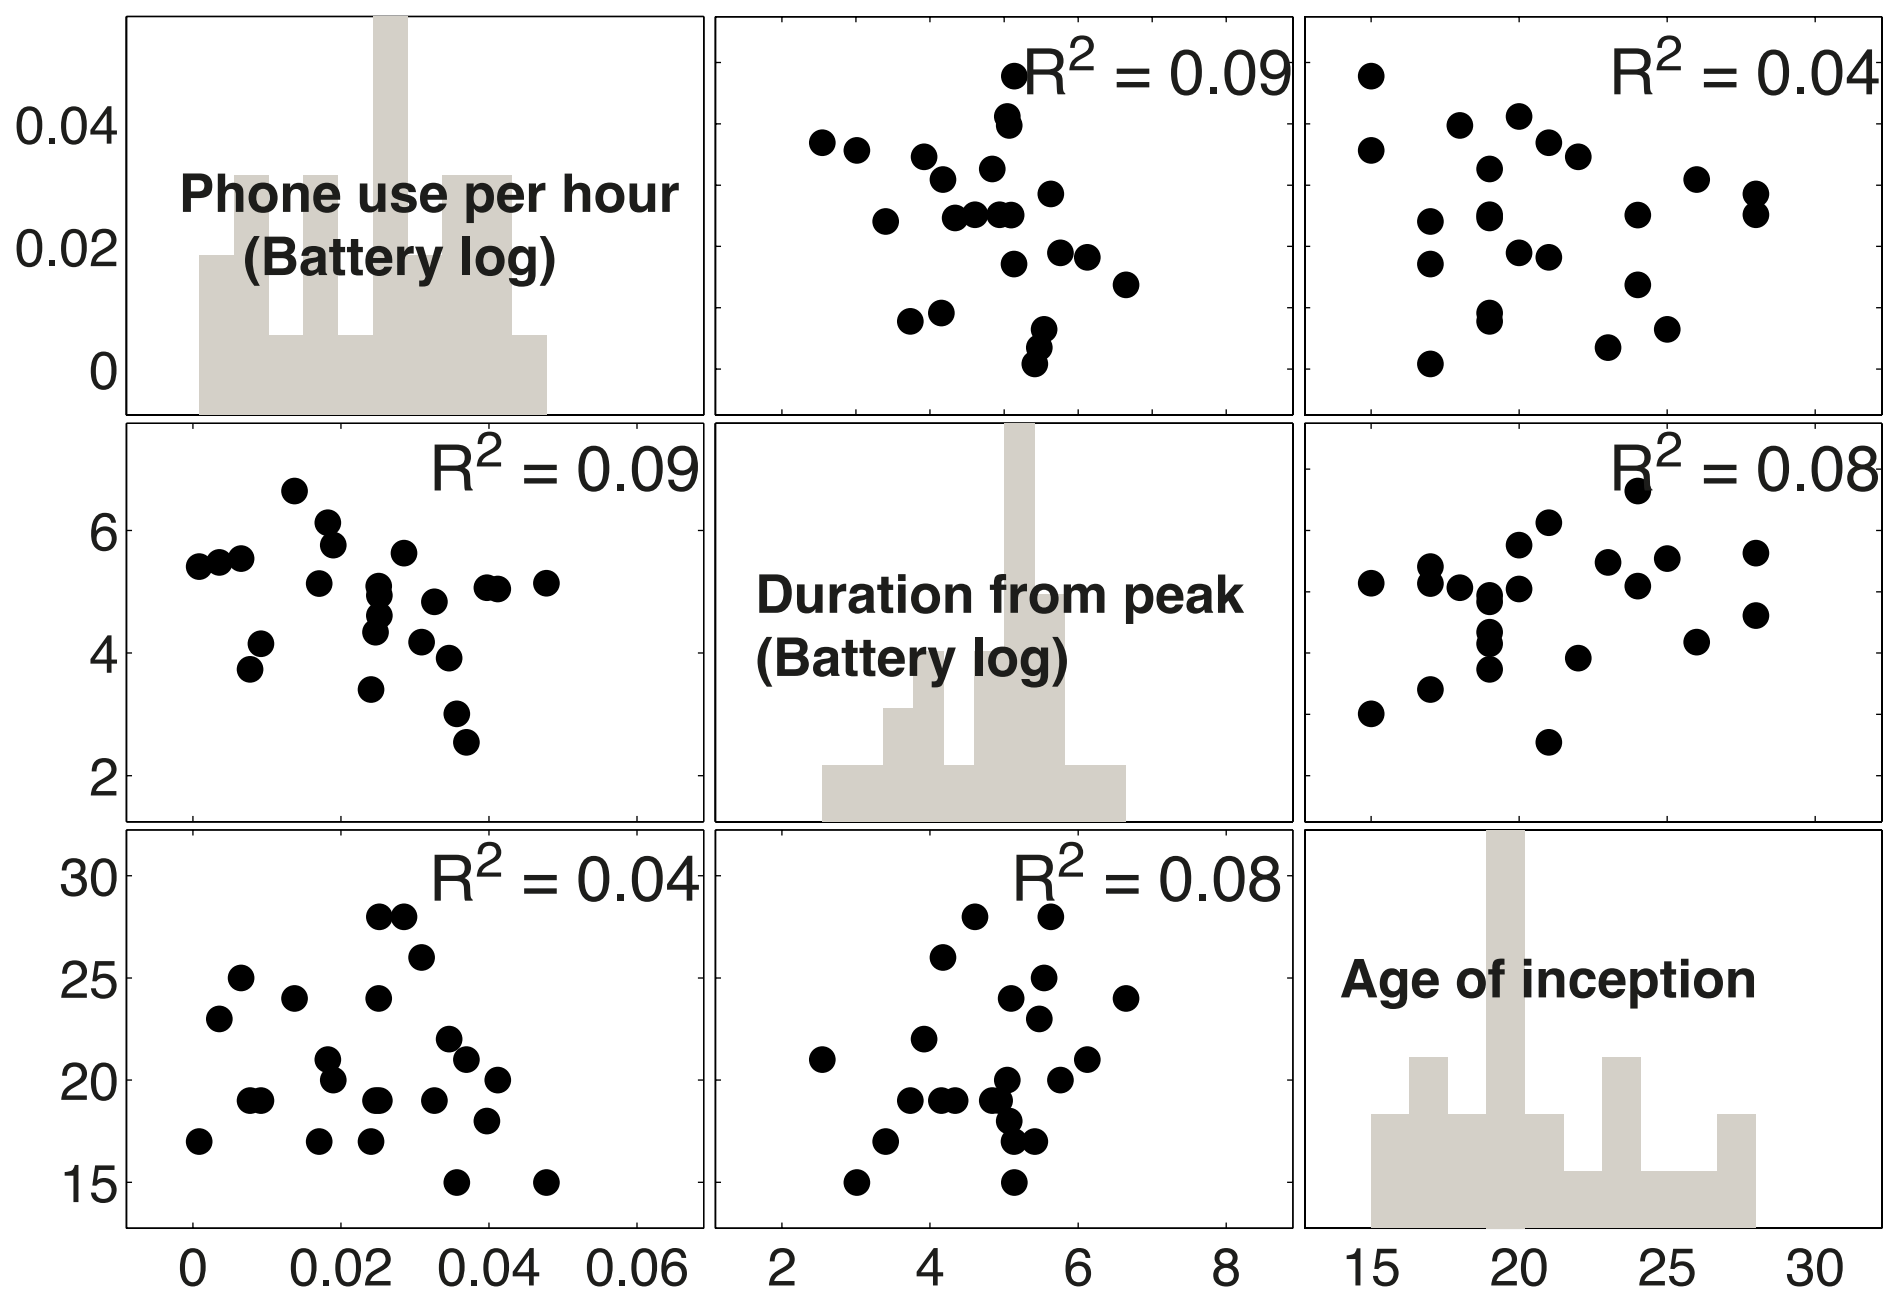 0.04
0.02
0
Phone use per hour
(Battery log)
R² = 0.09
R² = 0.04
6
4
2
R² = 0.09
Duration from peak
(Battery log)
R² = 0.08
30
25
20
15
R² = 0.04
R² = 0.08
Age of inception
0 0.02 0.04 0.06
2 4 6 8
15 20 25 30